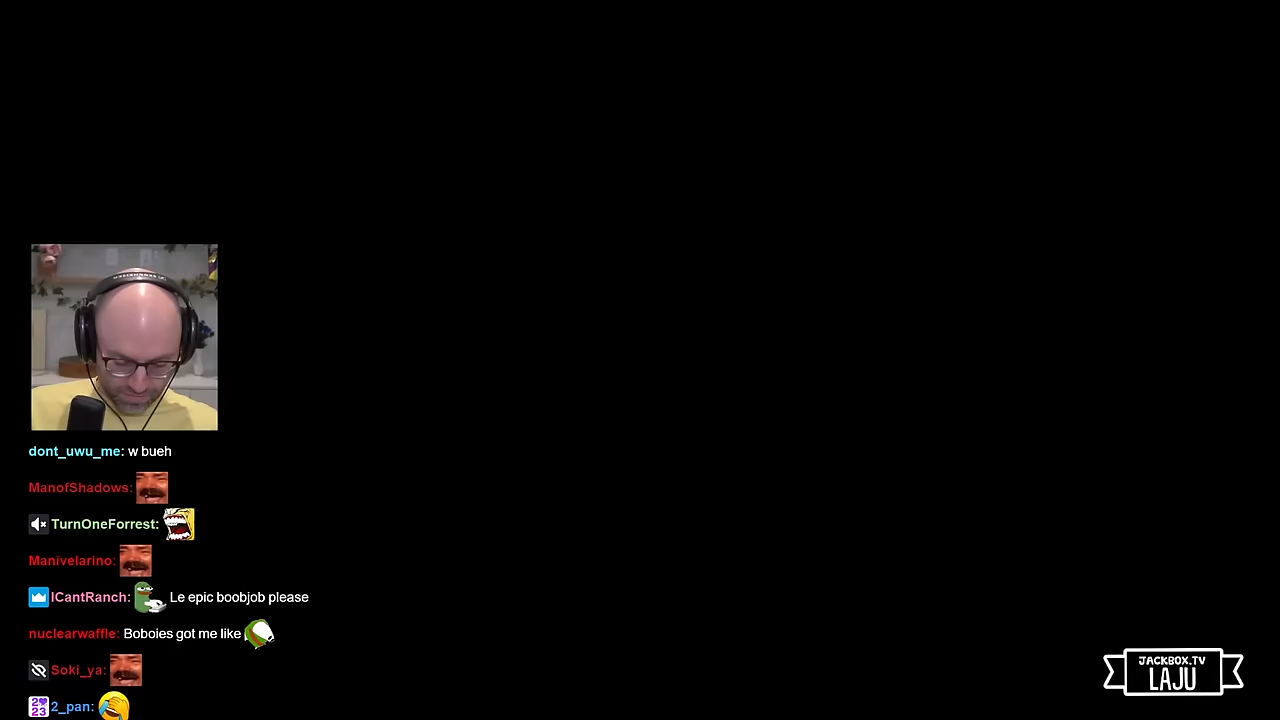 dont_uwu_me: w bueh
ManofShadows:
TurnOneForrest:
Manivelarino:
ICantRanch: Le epic boobjob please
nuclearwaffle: Boboies got me like
Soki_ya:
2_pan:
JACKBOX.TV
LAJU